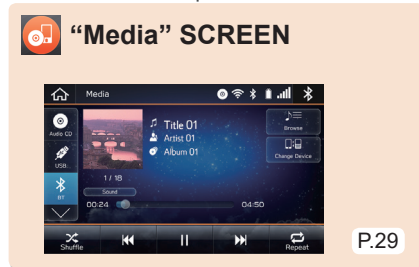 “Media” SCREEN
Media
Audio CD
USB
BT
Title 01
Artist 01
Album 01
Browse
Change Device
1 / 18
Sound
00:24
04:50
Shuffle
Repeat
P.29